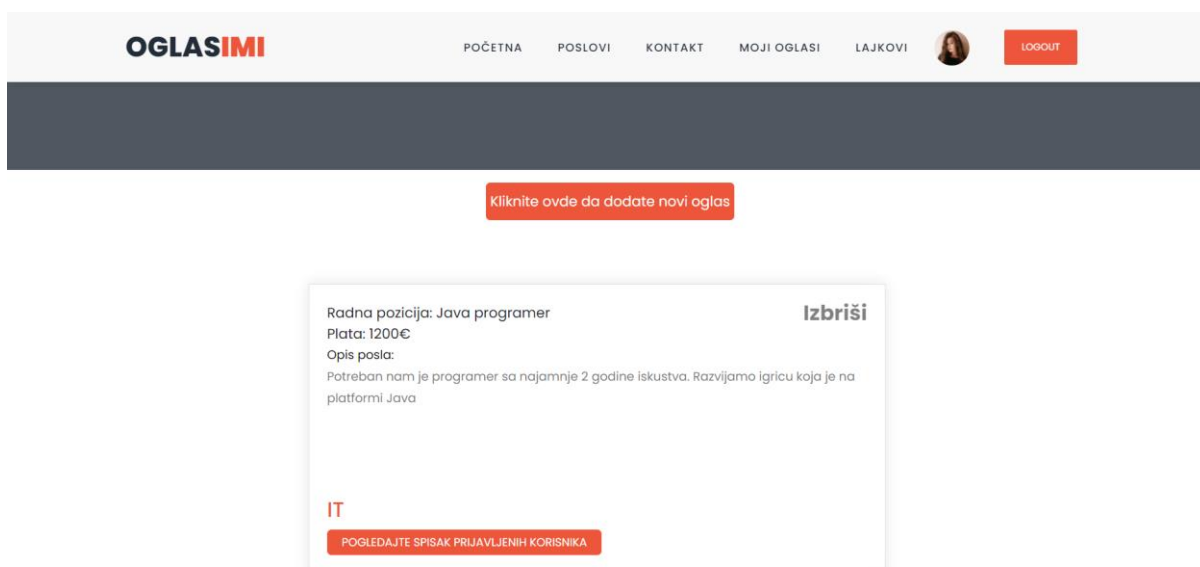 OGLASIMI
POČETNA POSLOVI KONTAKT MOJI OGLASI LAJKOVI LOGOUT
Kliknite ovde da dodate novi oglas
Radna pozicija: Java programer Izbriši
Plata: 1200€
Opis posla:
Potreban nam je programer sa najamnje 2 godine iskustva. Razvijamo igricu koja je na
platformi Java
IT
POGLEDAJTE SPISAK PRIJAVLJENIH KORISNIKA